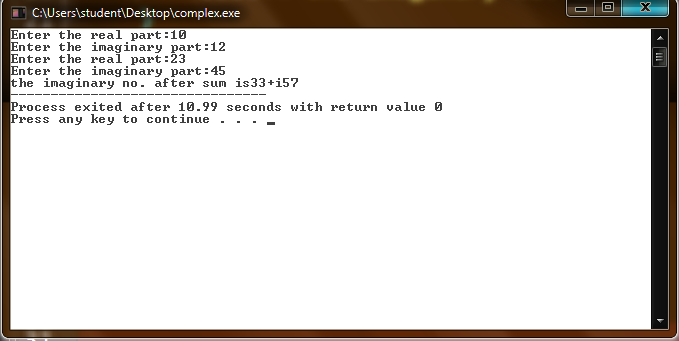 C:\Users\student\Desktop\complex.exe
Enter the real part:10
Enter the imaginary part:12
Enter the real part:23
Enter the imaginary part:45
the imaginary no. after sum is33+i57
--------------------------------
Process exited after 10.99 seconds with return value 0
Press any key to continue . . .